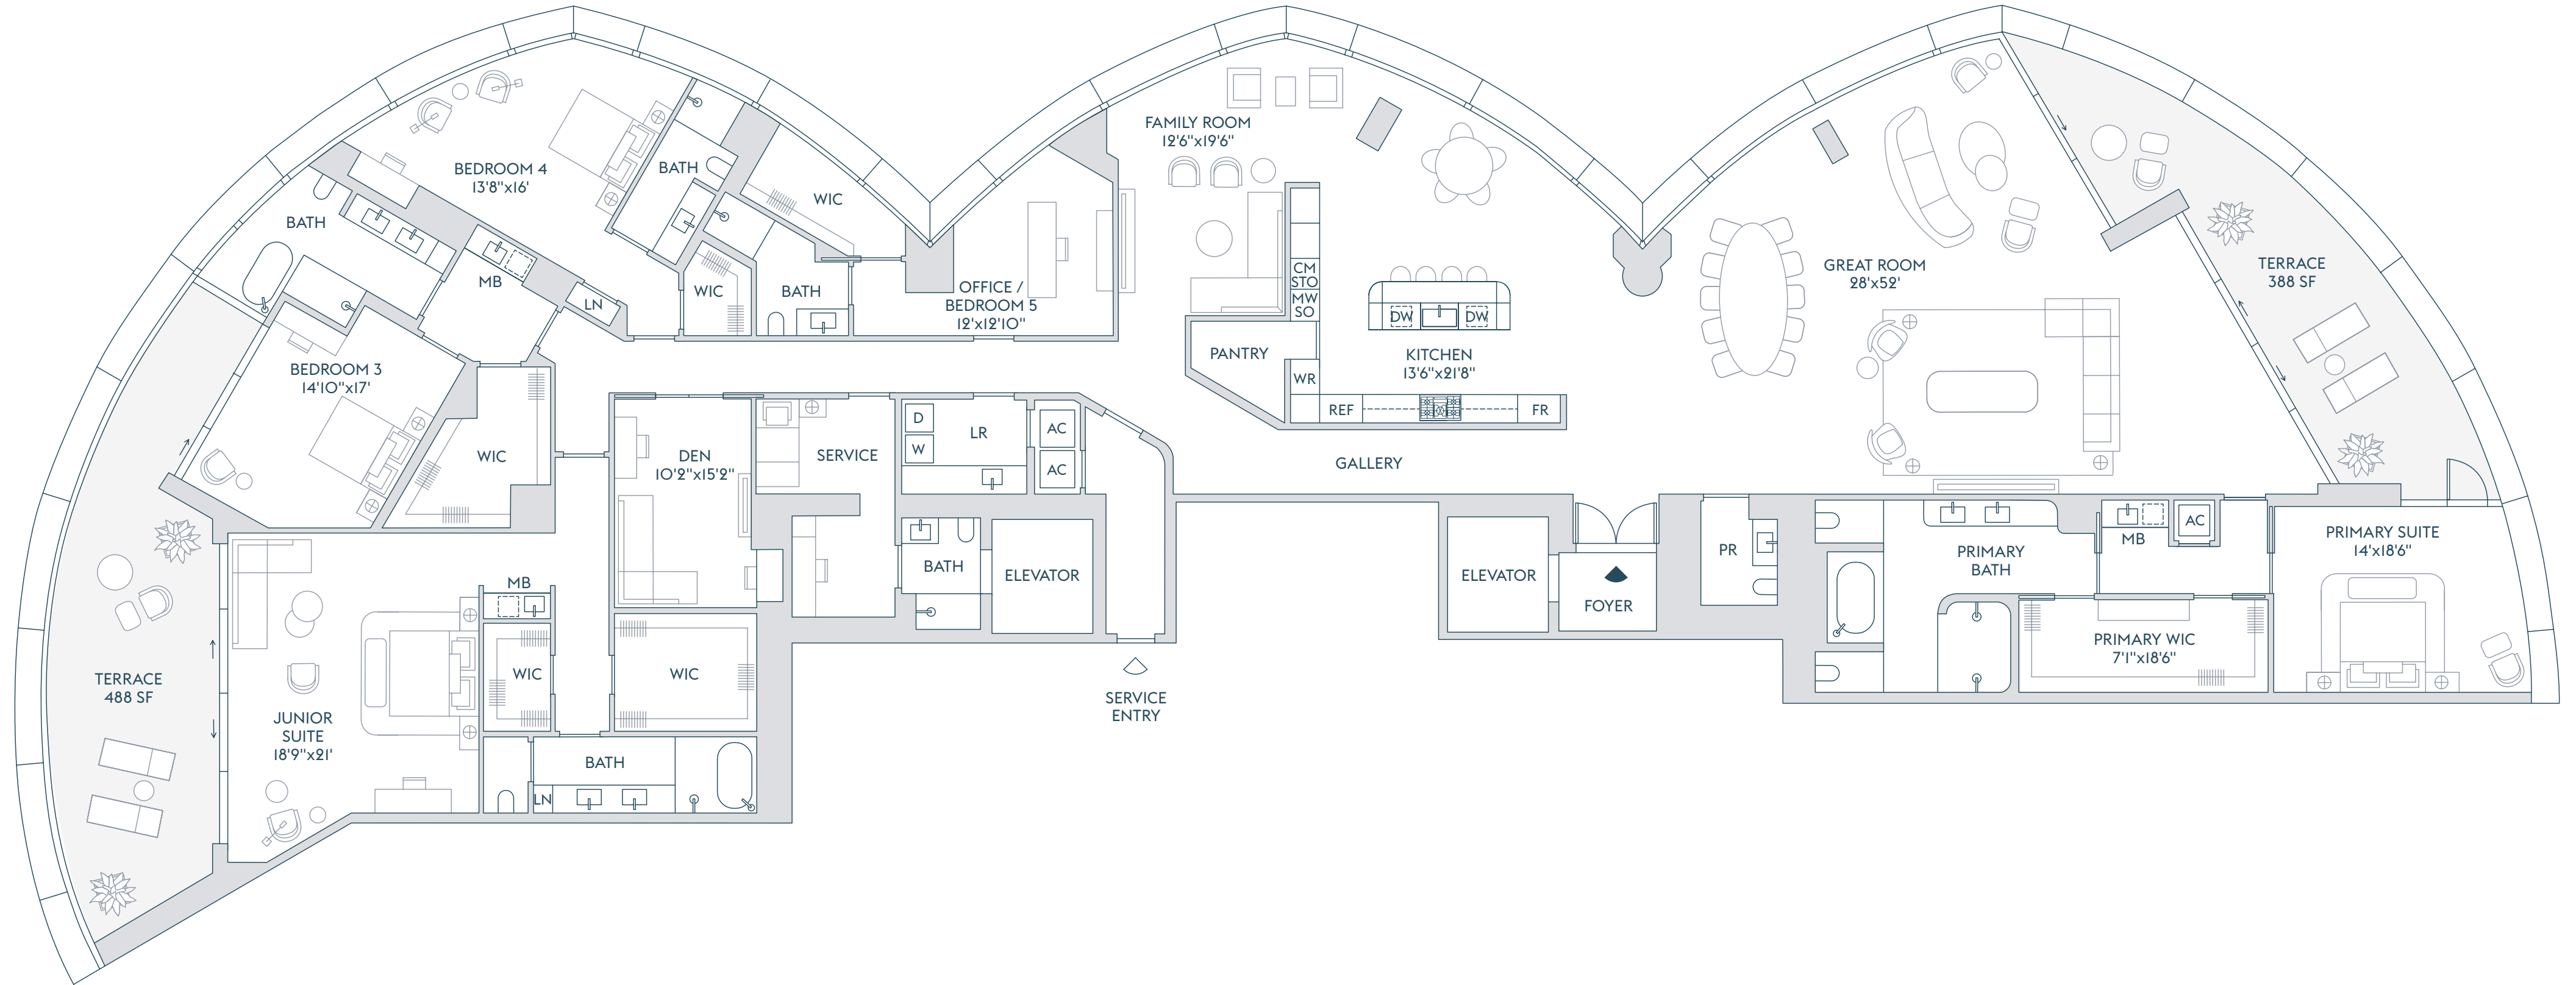 BEDROOM 4
13'8"x16'
BATH
BATH
WIC
MB
LN
WIC
BATH
OFFICE /
BEDROOM 5
12'x12'10"
FAMILY ROOM
12'6"x19'6"
CM
STO
MW
SO
DW
DW
PANTRY
WR
KITCHEN
13'6"x21'8"
REF
FR
GREAT ROOM
28'x52'
TERRACE
388 SF
BEDROOM 3
14'10"x17'
WIC
DEN
10'2"x15'2"
SERVICE
D
W
LR
AC
AC
GALLERY
BATH
ELEVATOR
ELEVATOR
FOYER
PR
PRIMARY
BATH
MB
AC
PRIMARY SUITE
14'x18'6"
PRIMARY WIC
7'1"x18'6"
TERRACE
488 SF
JUNIOR
SUITE
18'9"x21'
MB
WIC
WIC
BATH
LN
SERVICE
ENTRY